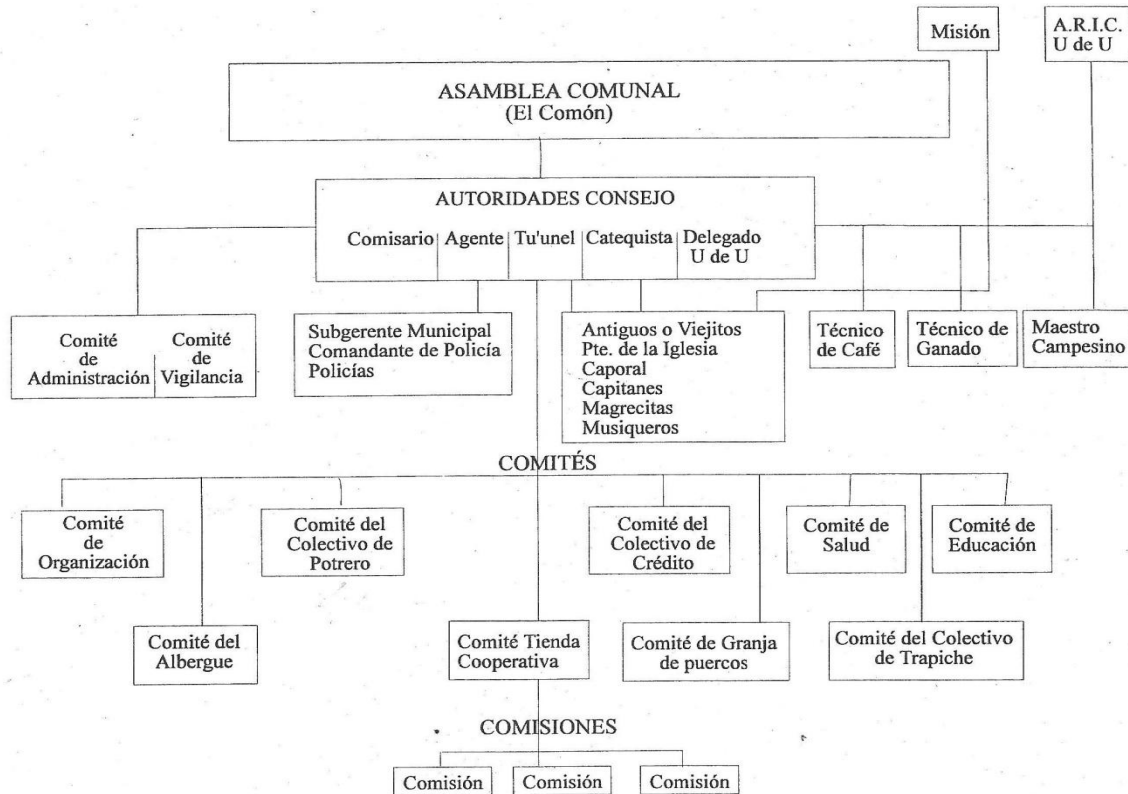 Misión
A.R.I.C.
U de U
ASAMBLEA COMUNAL
(El Común)
AUTORIDADES CONSEJO
Comisario Agente Tu'unel Catequista Delegado
U de U
Comité
de
Administración
Comité
de
Vigilancia
Subgerente Municipal
Comandante de Policía
Policías
Antiguos o Viejitos
Pte. de la Iglesia
Caporal
Capitanes
Magrecitas
Musiqueros
Técnico
de Café
Técnico de
Ganado
Maestro
Campesino
COMITÉS
Comité
de
Organización
Comité del
Colectivo de
Potrero
Comité del
Colectivo de
Crédito
Comité de
Salud
Comité de
Educación
Comité del
Albergue
Comité Tienda
Cooperativa
Comité de Granja
de puercos
Comité del Colectivo
de Trapiche
COMISIONES
Comisión
Comisión
Comisión